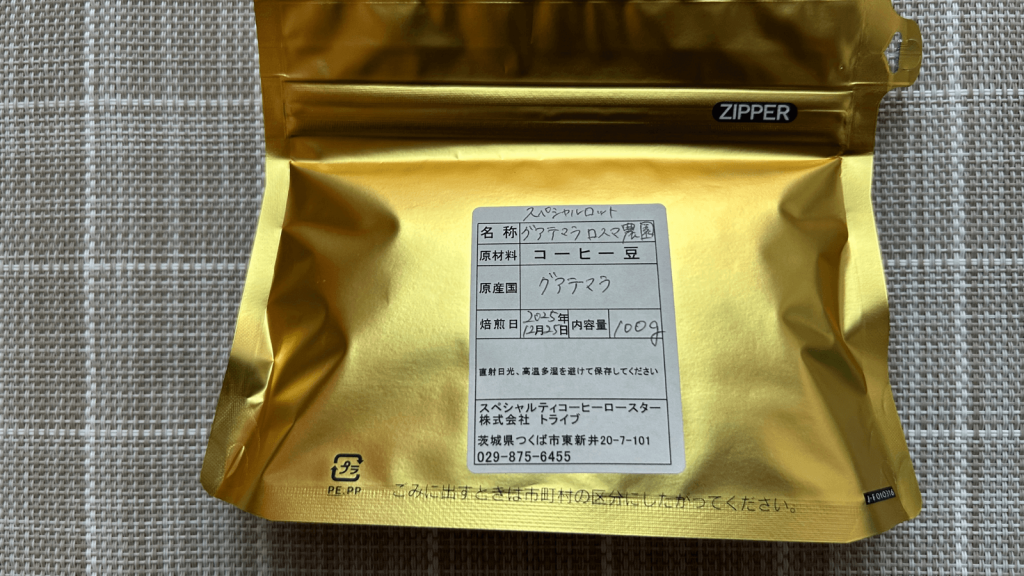 ZIPPER
スペシャルロット
名 称 グアテマラ ロスマ農園
原材料 コーヒー豆
原産国 グアテマラ
焙煎日 2025年12月25日 内容量 100g
直射日光、高温多湿を避けて保存してください
スペシャルティコーヒーロースター
株式会社 トライブ
茨城県つくば市東新井20-7-101
029-875-6455
プラ
PE.PP
ごみに出すときは市町村の区分にしたがってください。